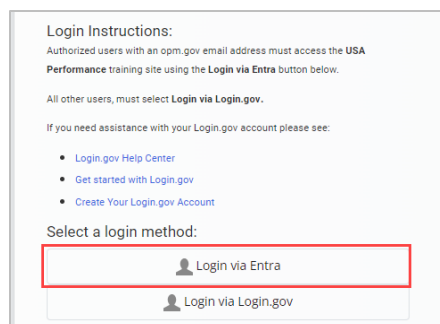 Login Instructions:
Authorized users with an opm.gov email address must access the USA
Performance training site using the Login via Entra button below.
All other users, must select Login via Login.gov.
If you need assistance with your Login.gov account please see:
Login.gov Help Center
Get started with Login.gov
Create Your Login.gov Account
Select a login method:
Login via Entra
Login via Login.gov